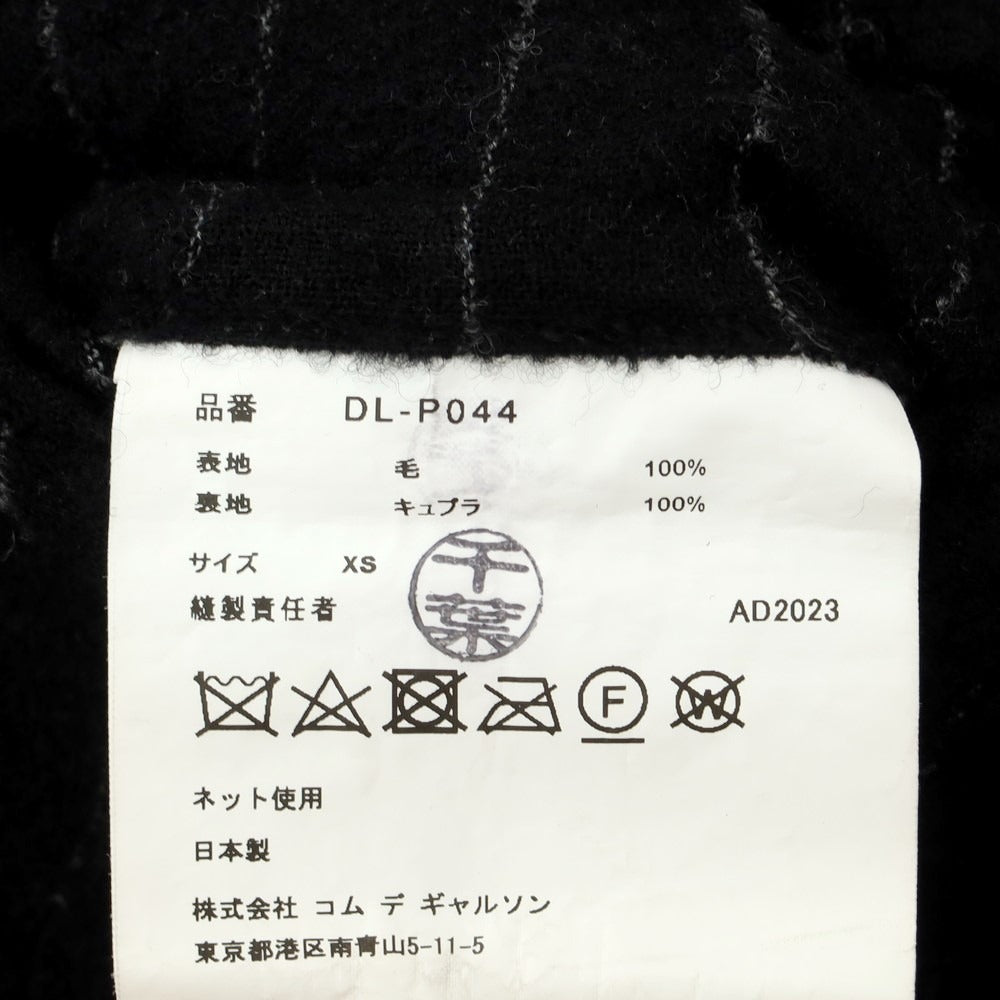 品番 DL-P044
表地 毛 100%
裏地 キュプラ 100%
サイズ XS
千葉
縫製責任者 AD2023
F W
ネット使用
日本製
株式会社 コム デ ギャルソン
東京都港区南青山5-11-5